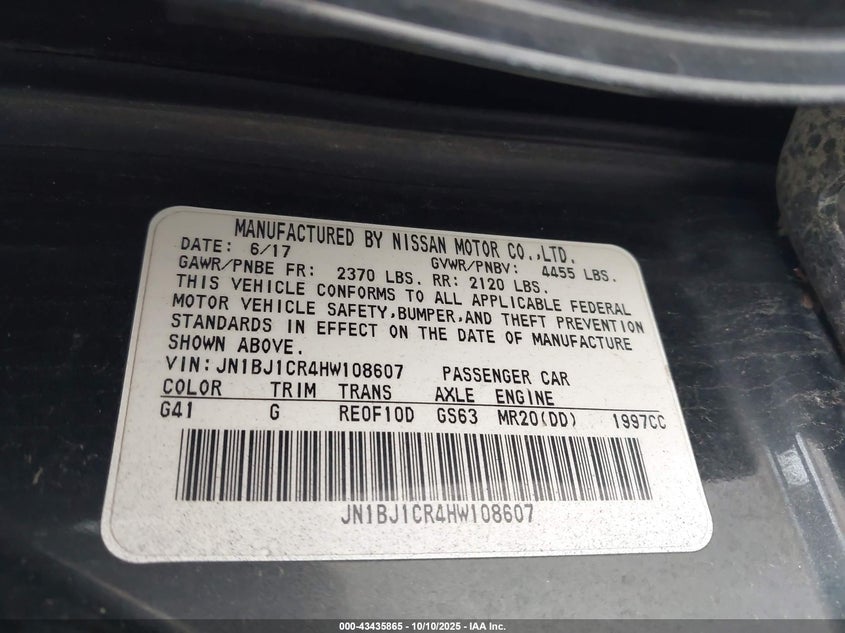 MANUFACTURED BY NISSAN MOTOR CO.,LTD.
DATE: 6/17 GVWR/PNBV: 4455 LBS.
GAWR/PNBE FR: 2370 LBS. RR: 2120 LBS.
THIS VEHICLE CONFORMS TO ALL APPLICABLE FEDERAL
MOTOR VEHICLE SAFETY,BUMPER,AND THEFT PREVENTION
STANDARDS IN EFFECT ON THE DATE OF MANUFACTURE
SHOWN ABOVE.
VIN:JN1BJ1CR4HW108607 PASSENGER CAR
COLOR TRIM TRANS AXLE ENGINE
G41 G RE0F10D GS63 MR20(DD) 1997CC
JN1BJ1CR4HW108607
000-43435865 - 10/10/2025 - IAA Inc.